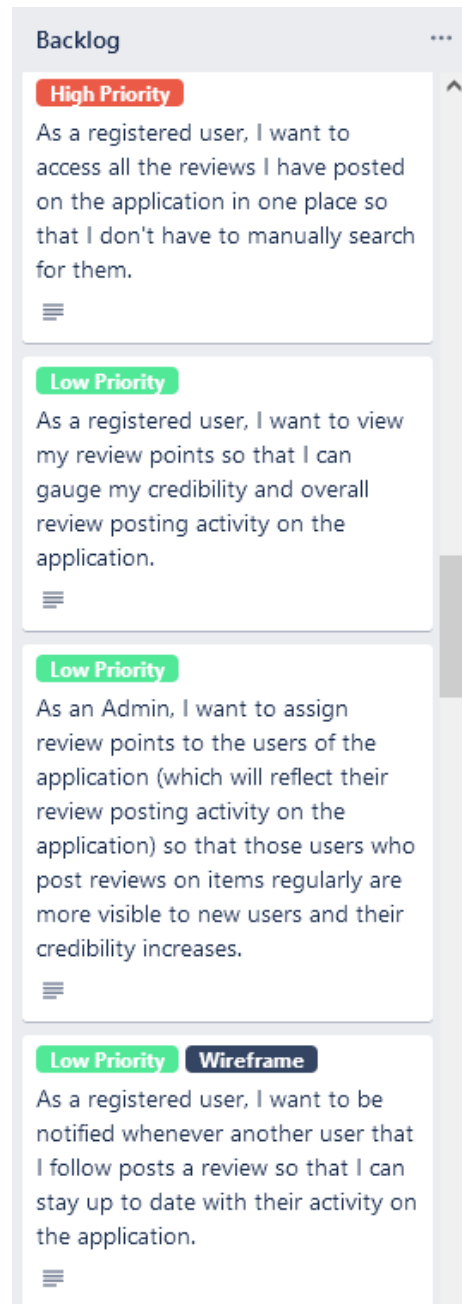 Backlog
High Priority
As a registered user, I want to
access all the reviews I have posted
on the application in one place so
that I don't have to manually search
for them.
Low Priority
As a registered user, I want to view
my review points so that I can
gauge my credibility and overall
review posting activity on the
application.
Low Priority
As an Admin, I want to assign
review points to the users of the
application (which will reflect their
review posting activity on the
application) so that those users who
post reviews on items regularly are
more visible to new users and their
credibility increases.
Low Priority Wireframe
As a registered user, I want to be
notified whenever another user that
I follow posts a review so that I can
stay up to date with their activity on
the application.